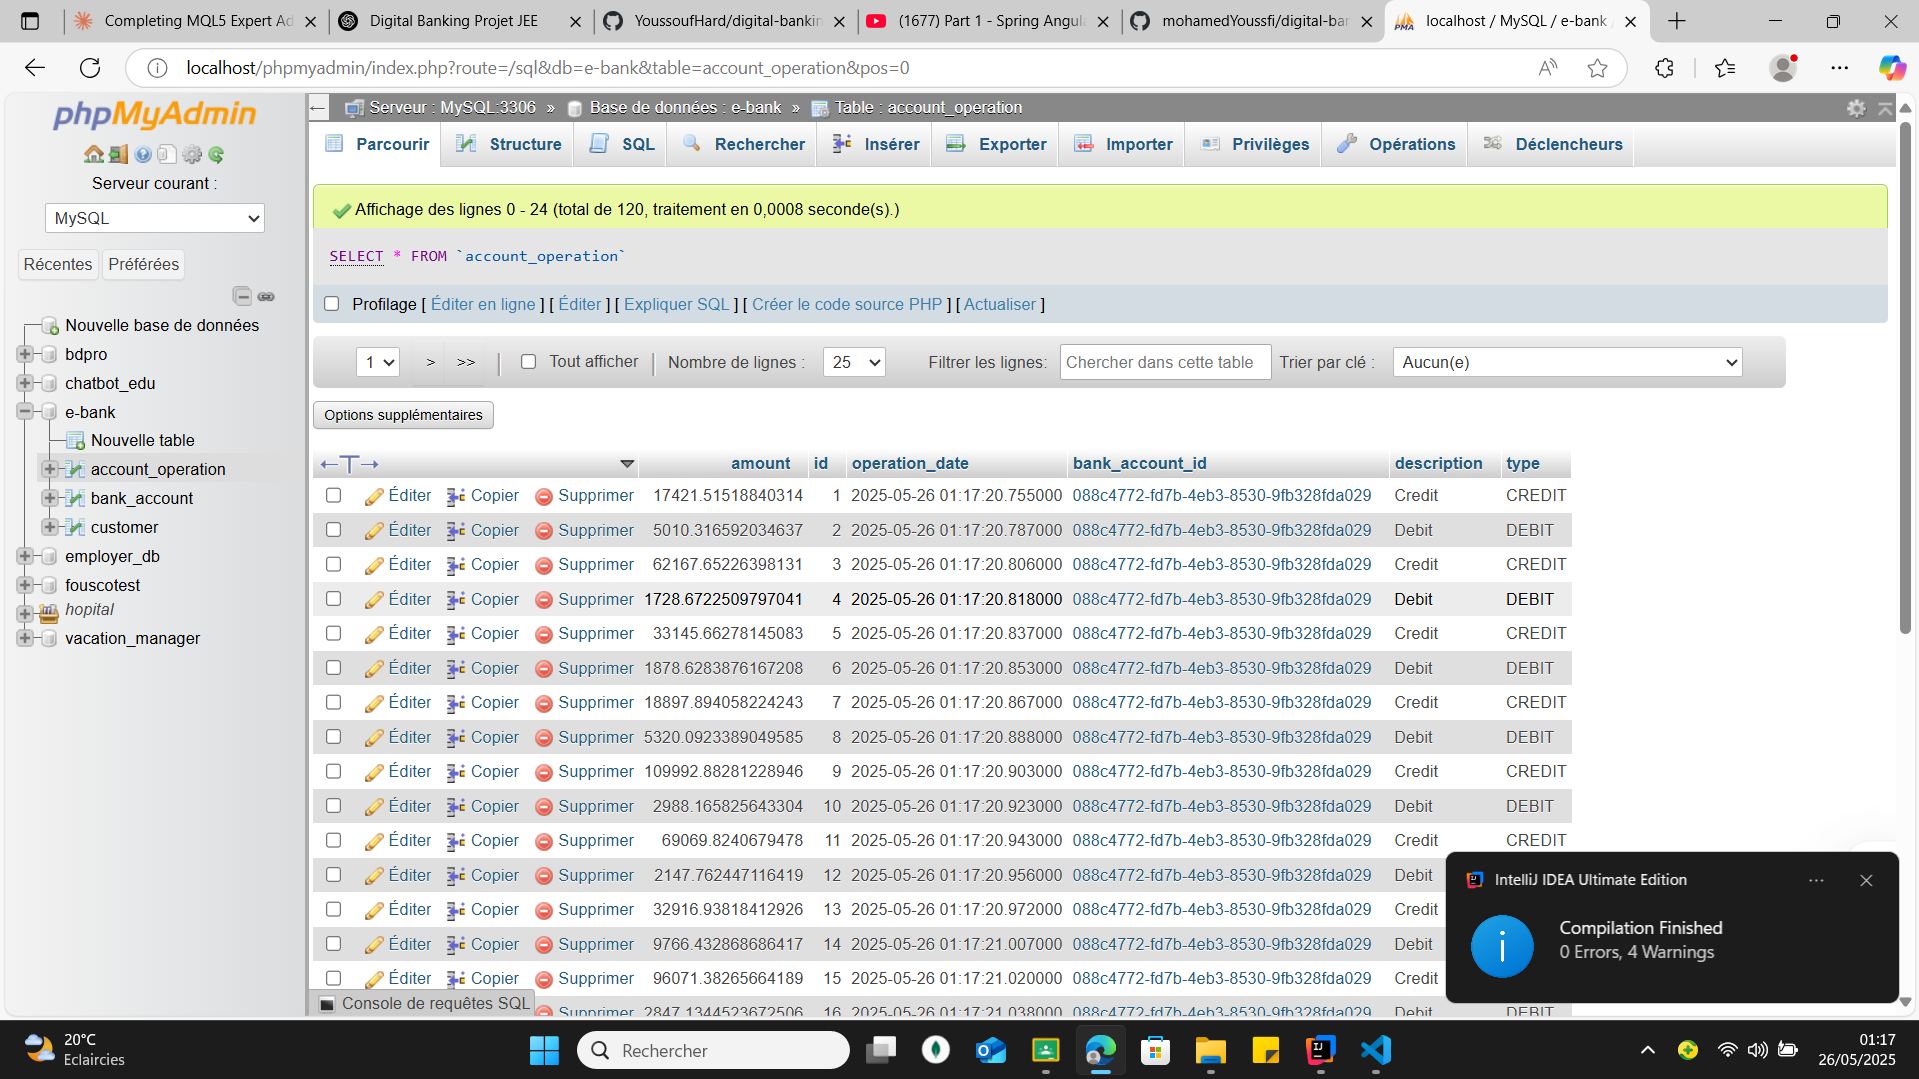 Completing MQL5 Expert Ad
Digital Banking Projet JEE
YoussoufHard/digital-bankin
(1677) Part 1 - Spring Angula
mohamedYoussfi/digital-ban
localhost / MySQL / e-bank /
localhost/phpmyadmin/index.php?route=/sql&db=e-bank&table=account_operation&pos=0
phpMyAdmin
Serveur courant :
MySQL
Récentes Préférées
Nouvelle base de données
bdpro
chatbot_edu
e-bank
Nouvelle table
account_operation
bank_account
customer
employer_db
fouscotest
hopital
vacation_manager
Serveur : MySQL:3306 » Base de données : e-bank » Table : account_operation
Parcourir Structure SQL Rechercher Insérer Exporter Importer Privilèges Opérations Déclencheurs
Affichage des lignes 0 - 24 (total de 120, traitement en 0,0008 seconde(s).)
SELECT * FROM `account_operation`
Profilage [ Éditer en ligne ] [ Éditer ] [ Expliquer SQL ] [ Créer le code source PHP ] [ Actualiser ]
1 > >> | Tout afficher | Nombre de lignes : 25 Filtrer les lignes: Chercher dans cette table Trier par clé : Aucun(e)
Options supplémentaires
←T→ amount id operation_date bank_account_id description type
Éditer Copier Supprimer 17421.51518840314 1 2025-05-26 01:17:20.755000 088c4772-fd7b-4eb3-8530-9fb328fda029 Credit CREDIT
Éditer Copier Supprimer 5010.316592034637 2 2025-05-26 01:17:20.787000 088c4772-fd7b-4eb3-8530-9fb328fda029 Debit DEBIT
Éditer Copier Supprimer 62167.65226398131 3 2025-05-26 01:17:20.806000 088c4772-fd7b-4eb3-8530-9fb328fda029 Credit CREDIT
Éditer Copier Supprimer 1728.6722509797041 4 2025-05-26 01:17:20.818000 088c4772-fd7b-4eb3-8530-9fb328fda029 Debit DEBIT
Éditer Copier Supprimer 33145.66278145083 5 2025-05-26 01:17:20.837000 088c4772-fd7b-4eb3-8530-9fb328fda029 Credit CREDIT
Éditer Copier Supprimer 1878.6283876167208 6 2025-05-26 01:17:20.853000 088c4772-fd7b-4eb3-8530-9fb328fda029 Debit DEBIT
Éditer Copier Supprimer 18897.894058224243 7 2025-05-26 01:17:20.867000 088c4772-fd7b-4eb3-8530-9fb328fda029 Credit CREDIT
Éditer Copier Supprimer 5320.0923389049585 8 2025-05-26 01:17:20.888000 088c4772-fd7b-4eb3-8530-9fb328fda029 Debit DEBIT
Éditer Copier Supprimer 109992.88281228946 9 2025-05-26 01:17:20.903000 088c4772-fd7b-4eb3-8530-9fb328fda029 Credit CREDIT
Éditer Copier Supprimer 2988.165825643304 10 2025-05-26 01:17:20.923000 088c4772-fd7b-4eb3-8530-9fb328fda029 Debit DEBIT
Éditer Copier Supprimer 69069.8240679478 11 2025-05-26 01:17:20.943000 088c4772-fd7b-4eb3-8530-9fb328fda029 Credit CREDIT
Éditer Copier Supprimer 2147.762447116419 12 2025-05-26 01:17:20.956000 088c4772-fd7b-4eb3-8530-9fb328fda029 Debit
Éditer Copier Supprimer 32916.93818412926 13 2025-05-26 01:17:20.972000 088c4772-fd7b-4eb3-8530-9fb328fda029 Credit
Éditer Copier Supprimer 9766.432868686417 14 2025-05-26 01:17:21.007000 088c4772-fd7b-4eb3-8530-9fb328fda029 Debit
Éditer Copier Supprimer 96071.38265664189 15 2025-05-26 01:17:21.020000 088c4772-fd7b-4eb3-8530-9fb328fda029 Credit
Supprimer 2847.1344523672506 16 2025-05-26 01:17:21.038000 088c4772-fd7b-4eb3-8530-9fb328fda029 Debit DEBIT
Console de requêtes SQL
IntelliJ IDEA Ultimate Edition
Compilation Finished
0 Errors, 4 Warnings
20°C
Eclaircies
Rechercher
01:17
26/05/2025